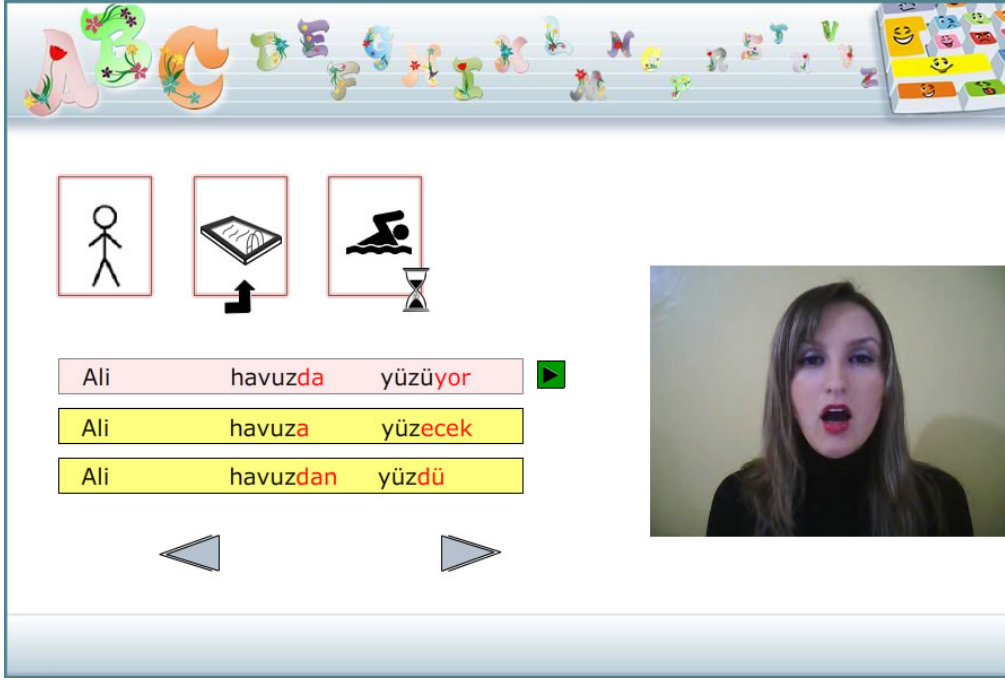 A B C D E F G H I K L M N R S T U V Y Z
Ali havuzda yüzüyor
Ali havuza yüzecek
Ali havuzdan yüzdü